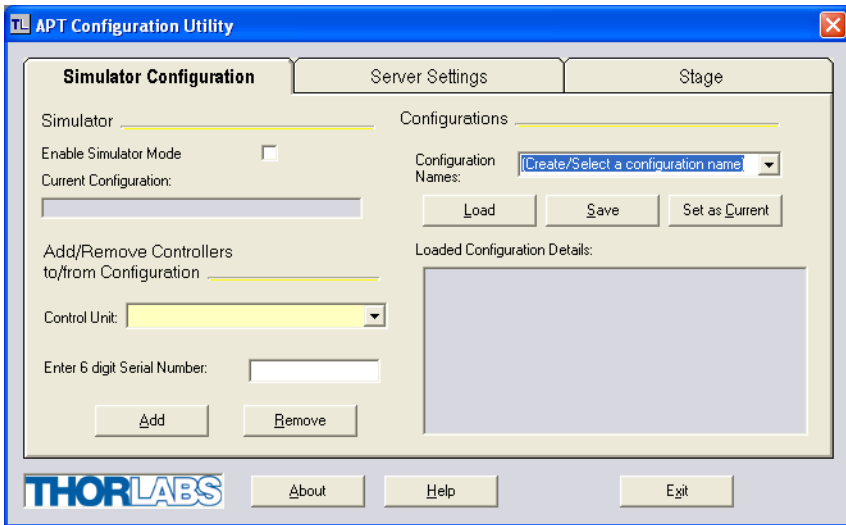 TL APT Configuration Utility
Simulator Configuration
Server Settings
Stage
Simulator
Enable Simulator Mode
Current Configuration:
Add/Remove Controllers
to/from Configuration
Control Unit:
Enter 6 digit Serial Number:
Add
Remove
Configurations
Configuration
Names:
(Create/Select a configuration name)
Load
Save
Set as Current
Loaded Configuration Details:
THORLABS
About
Help
Exit